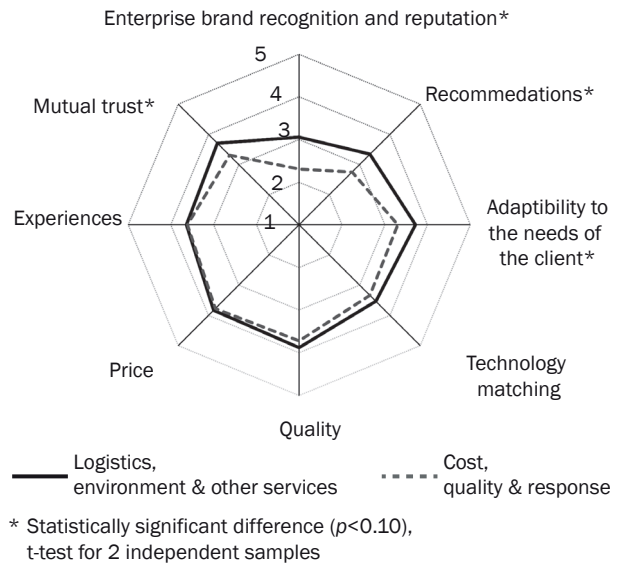 Enterprise brand recognition and reputation*
5
4
3
2
1
Recommedations*
Adaptibility to
the needs of
the client*
Technology
matching
Quality
Price
Experiences
Mutual trust*
Logistics,
environment & other services
Cost,
quality & response
* Statistically significant difference (p<0.10),
t-test for 2 independent samples